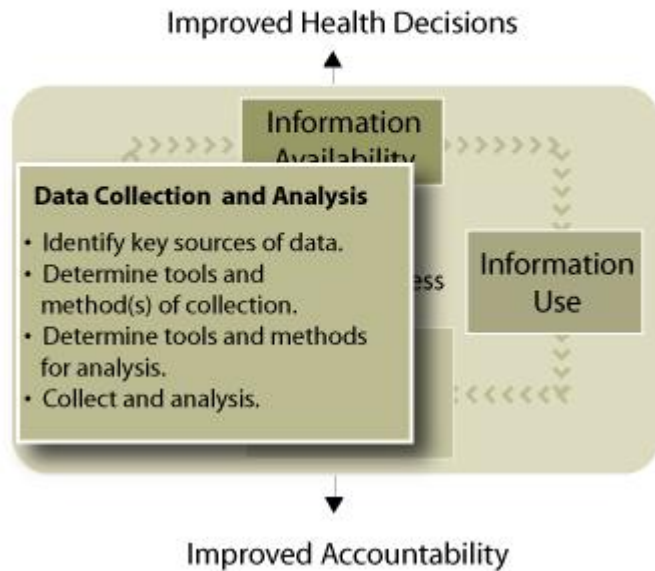 Improved Health Decisions
Information
Availability
Data Collection and Analysis
• Identify key sources of data.
• Determine tools and
method(s) of collection.
• Determine tools and methods
for analysis.
• Collect and analysis.
Information
Use
Improved Accountability